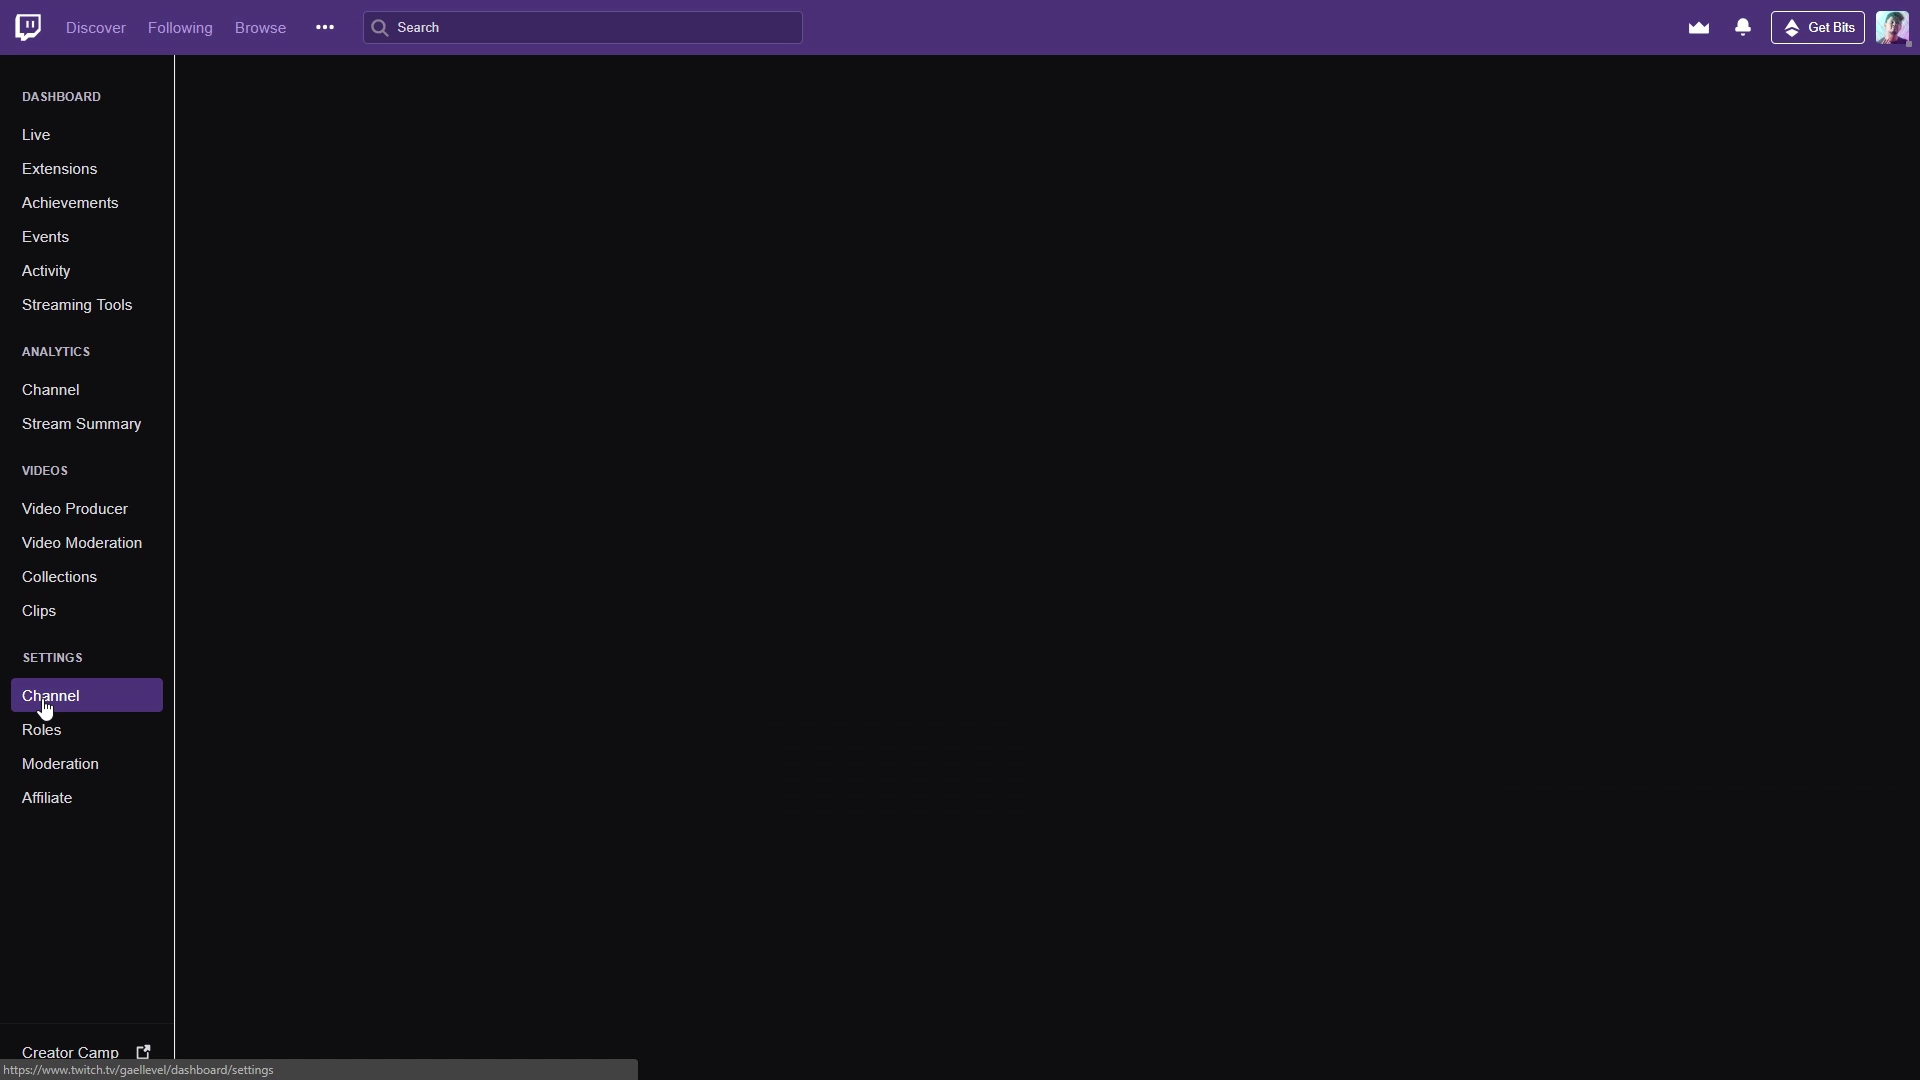 Discover
Following
Browse
Search
Get Bits
DASHBOARD
Live
Extensions
Achievements
Events
Activity
Streaming Tools
ANALYTICS
Channel
Stream Summary
VIDEOS
Video Producer
Video Moderation
Collections
Clips
SETTINGS
Channel
Roles
Moderation
Affiliate
Creator Camp
https://www.twitch.tv/gaellevel/dashboard/settings